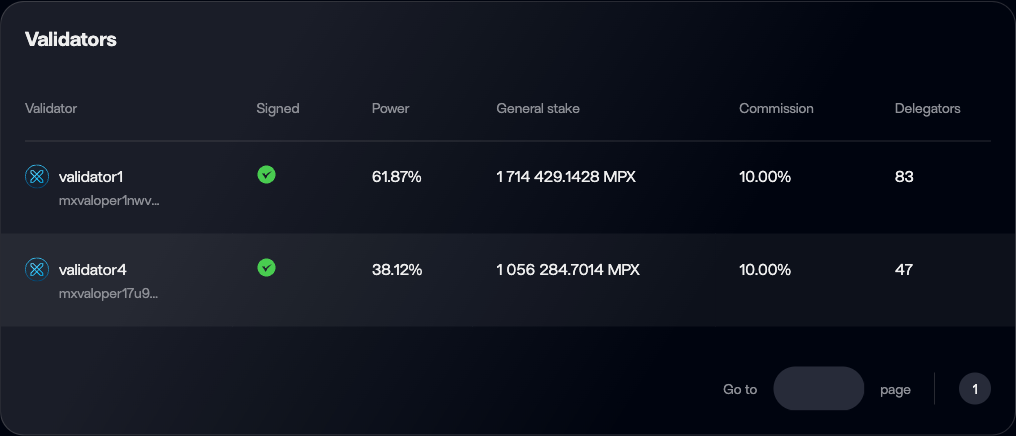 Validators
Validator Signed Power General stake Commission Delegators
validator1 61.87% 1 714 429.1428 MPX 10.00% 83
mxvaloper1nwv...
validator4 38.12% 1 056 284.7014 MPX 10.00% 47
mxvaloper17u9...
Go to page 1